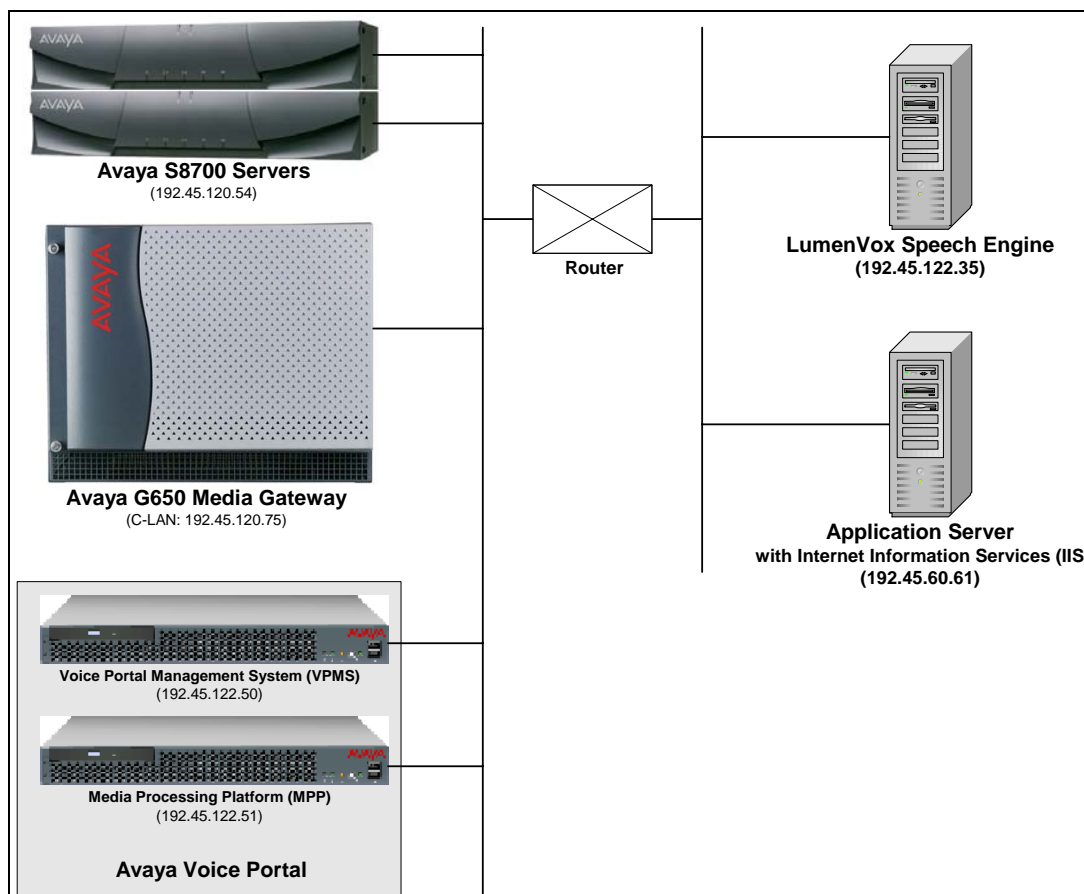 AVAYA
AVAYA
Avaya S8700 Servers
(192.45.120.54)
AVAYA
Avaya G650 Media Gateway
(C-LAN: 192.45.120.75)
Router
LumenVox Speech Engine
(192.45.122.35)
Application Server
with Internet Information Services (IIS
(192.45.60.61)
AVAYA
Voice Portal Management System (VPMS)
(192.45.122.50)
AVAYA
Media Processing Platform (MPP)
(192.45.122.51)
Avaya Voice Portal